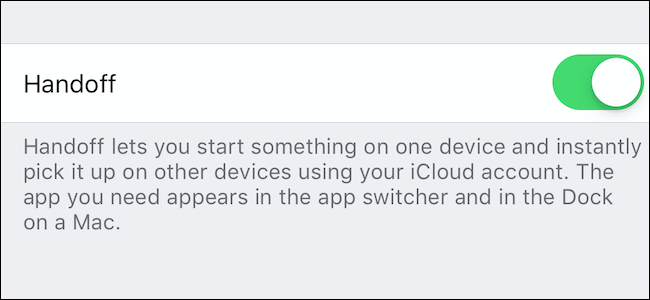 Handoff
Handoff lets you start something on one device and instantly
pick it up on other devices using your iCloud account. The
app you need appears in the app switcher and in the Dock
on a Mac.